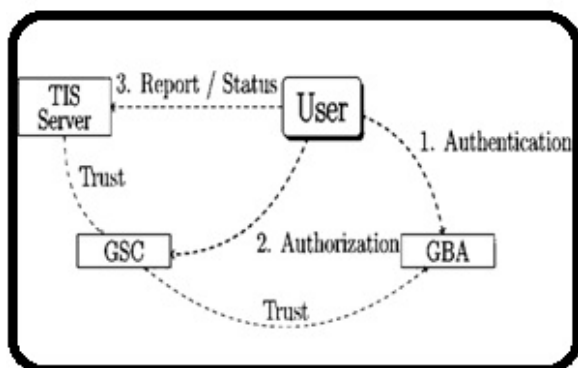 3. Report / Status
TIS
Server
User
1. Authentication
Trust
GSC
2. Authorization
GBA
Trust